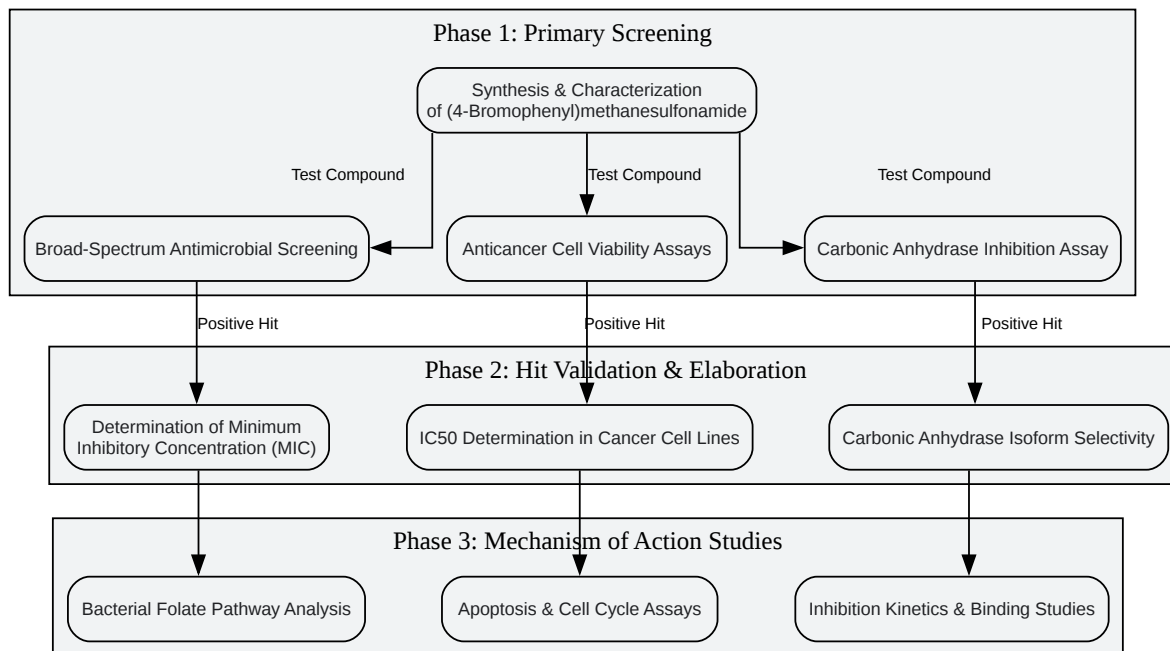 Phase 1: Primary Screening
Synthesis & Characterization
of (4-Bromophenyl)methanesulfonamide
Test Compound
Test Compound
Test Compound
Broad-Spectrum Antimicrobial Screening
Anticancer Cell Viability Assays
Carbonic Anhydrase Inhibition Assay
Positive Hit
Positive Hit
Positive Hit
Phase 2: Hit Validation & Elaboration
Determination of Minimum
Inhibitory Concentration (MIC)
IC50 Determination in Cancer Cell Lines
Carbonic Anhydrase Isoform Selectivity
Phase 3: Mechanism of Action Studies
Bacterial Folate Pathway Analysis
Apoptosis & Cell Cycle Assays
Inhibition Kinetics & Binding Studies